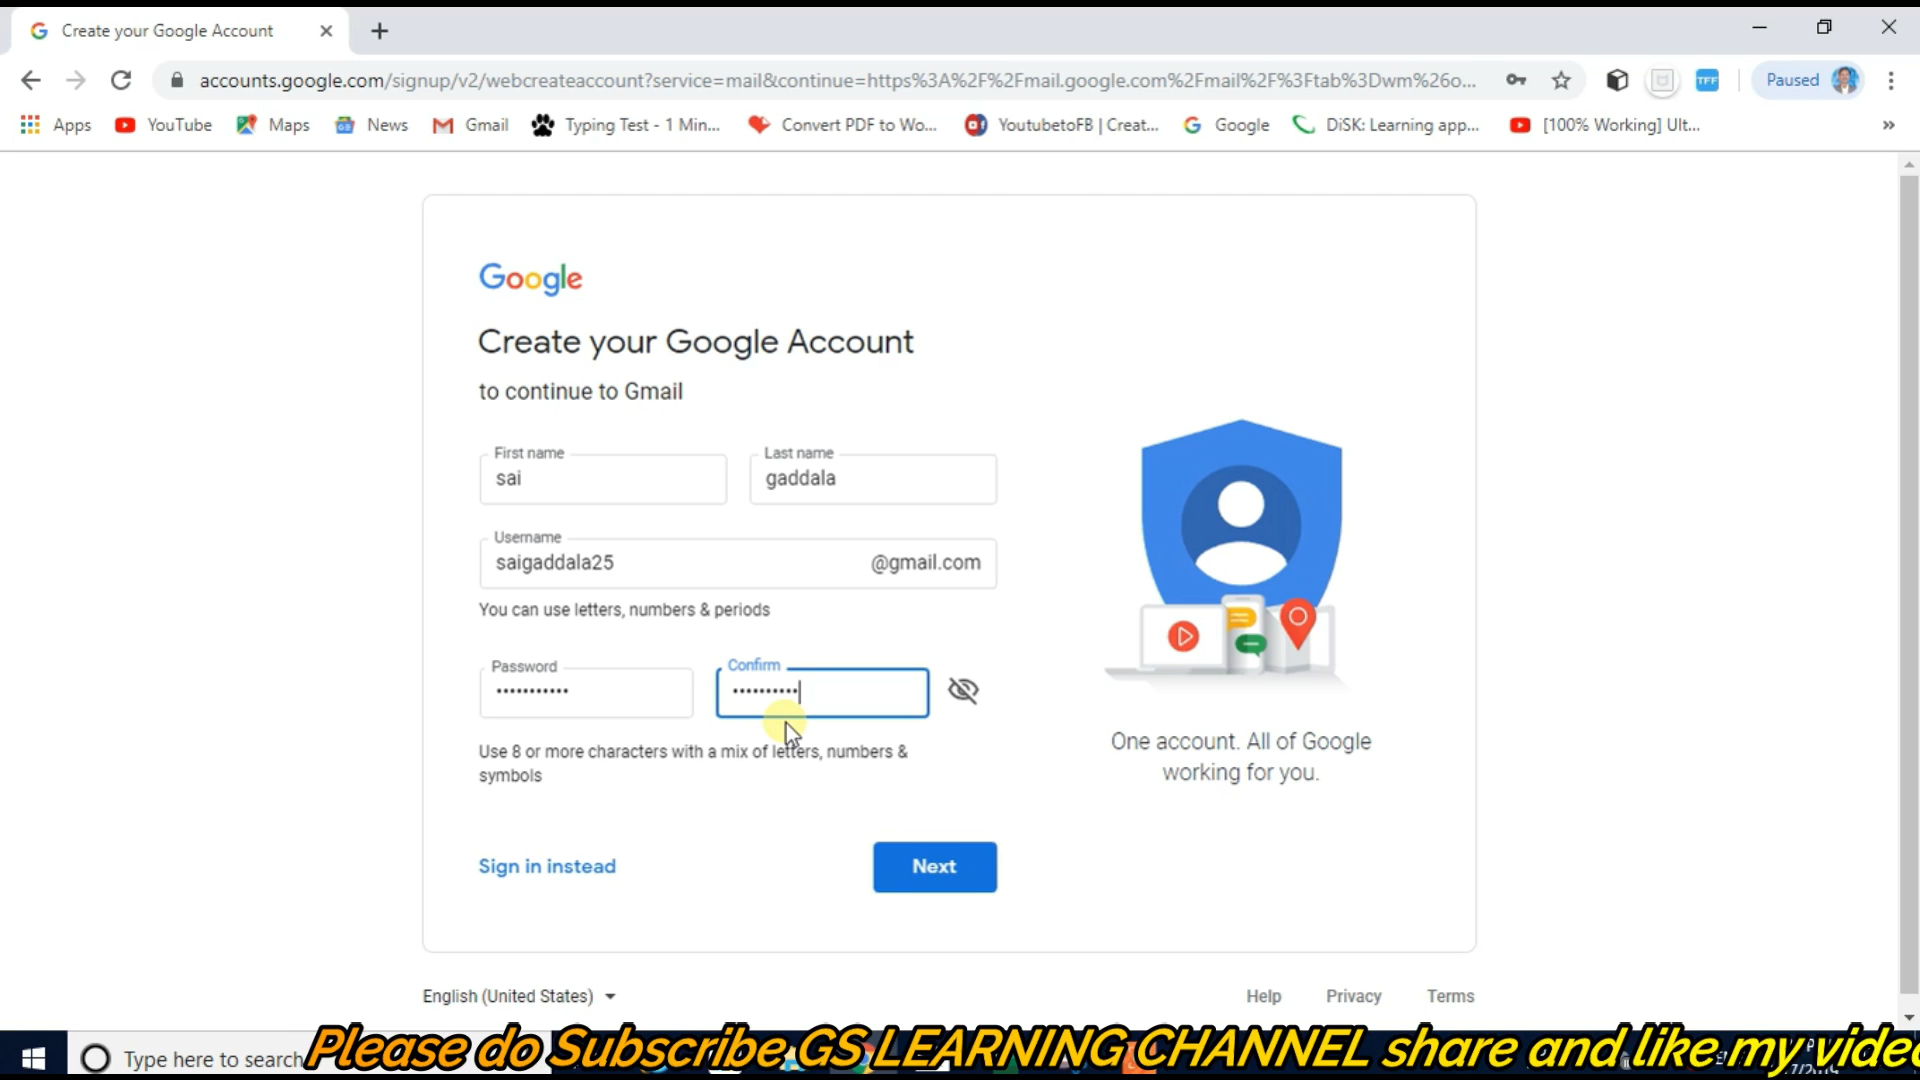 Create your Google Account
accounts.google.com/signup/v2/webcreateaccount?service=mail&continue=https%3A%2F%2Fmail.google.com%2Fmail%2F%3Ftab%3Dwm%26o...
TFF
Paused
Apps YouTube Maps News Gmail Typing Test - 1 Min... Convert PDF to Wo... YoutubetoFB | Creat... Google DiSK: Learning app... [100% Working] Ult... »
Google
Create your Google Account
to continue to Gmail
First name Last name
sai gaddala
Username
saigaddala25 @gmail.com
You can use letters, numbers & periods
Password Confirm
••••••••••• ••••••••••
Use 8 or more characters with a mix of letters, numbers &
symbols
One account. All of Google
working for you.
Sign in instead Next
English (United States) Help Privacy Terms
Type here to search
Please do Subscribe GS LEARNING CHANNEL share and like my video